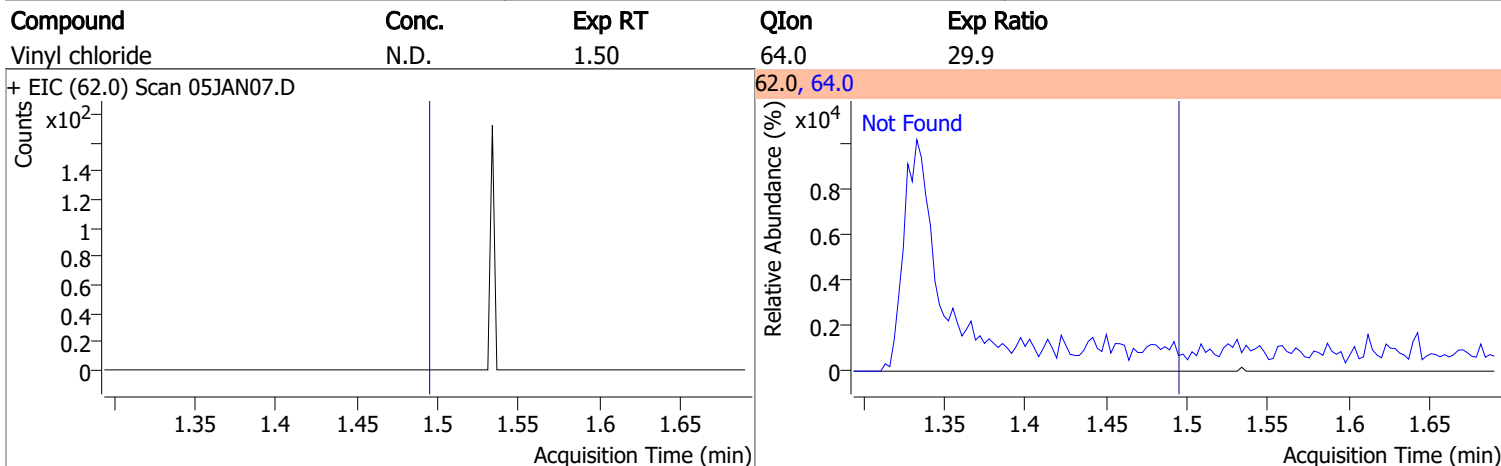 Compound Conc. Exp RT QIon Exp Ratio
Vinyl chloride N.D. 1.50 64.0 29.9
+ EIC (62.0) Scan 05JAN07.D
Counts
x10²
1.4
1.2
1
0.8
0.6
0.4
0.2
0
1.35 1.4 1.45 1.5 1.55 1.6 1.65
Acquisition Time (min)
62.0, 64.0
Relative Abundance (%)
x10⁴
Not Found
0.8
0.6
0.4
0.2
0
1.35 1.4 1.45 1.5 1.55 1.6 1.65
Acquisition Time (min)